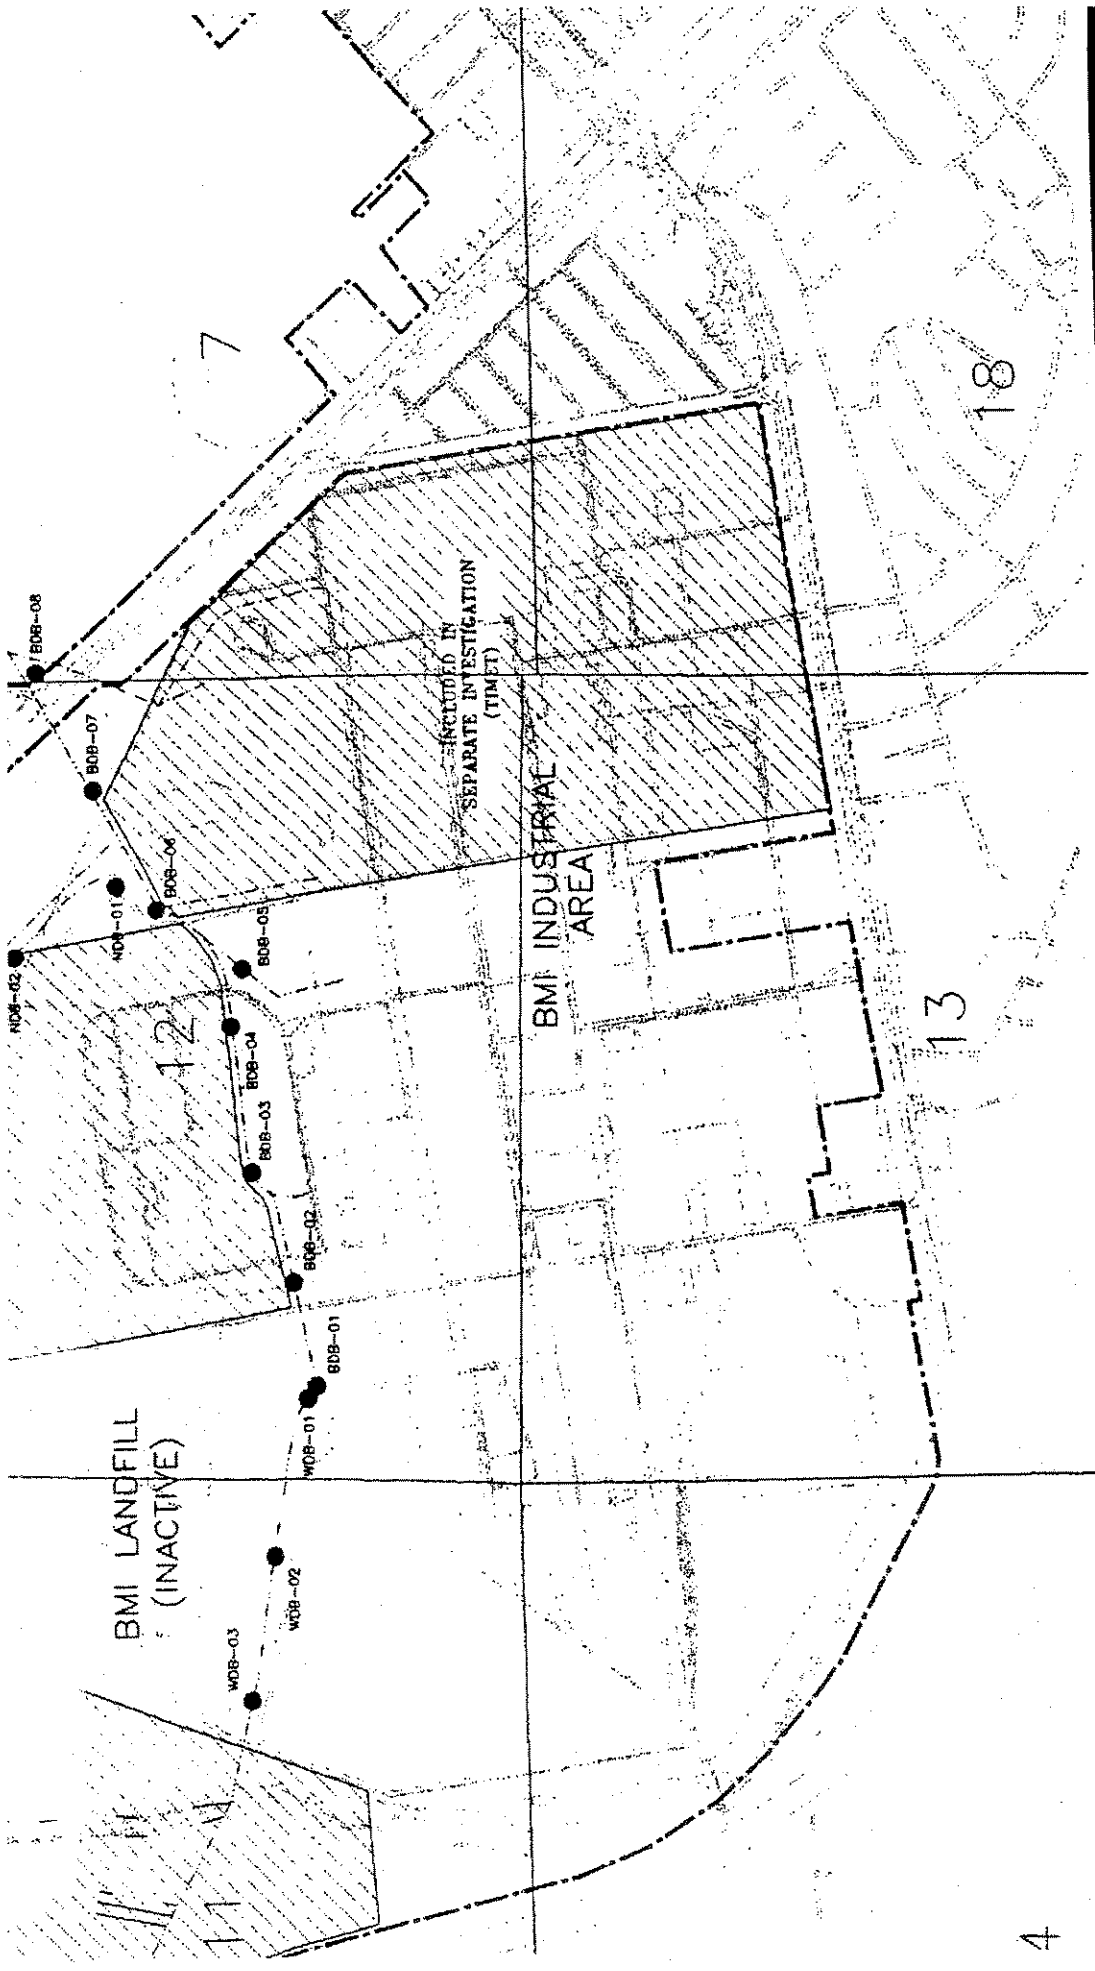 BMI LANDFILL
(INACTIVE)
WDB-03
WDB-02
WDB-01
BDB-01
BDB-02
BDB-03
BDB-04
BDB-05
BDB-06
BDB-07
BDB-08
NDB-01
NDB-02
INCLUDED IN
SEPARATE INVESTIGATION
(TIMET)
BMI INDUSTRIAL
AREA
7
12
11
13
18